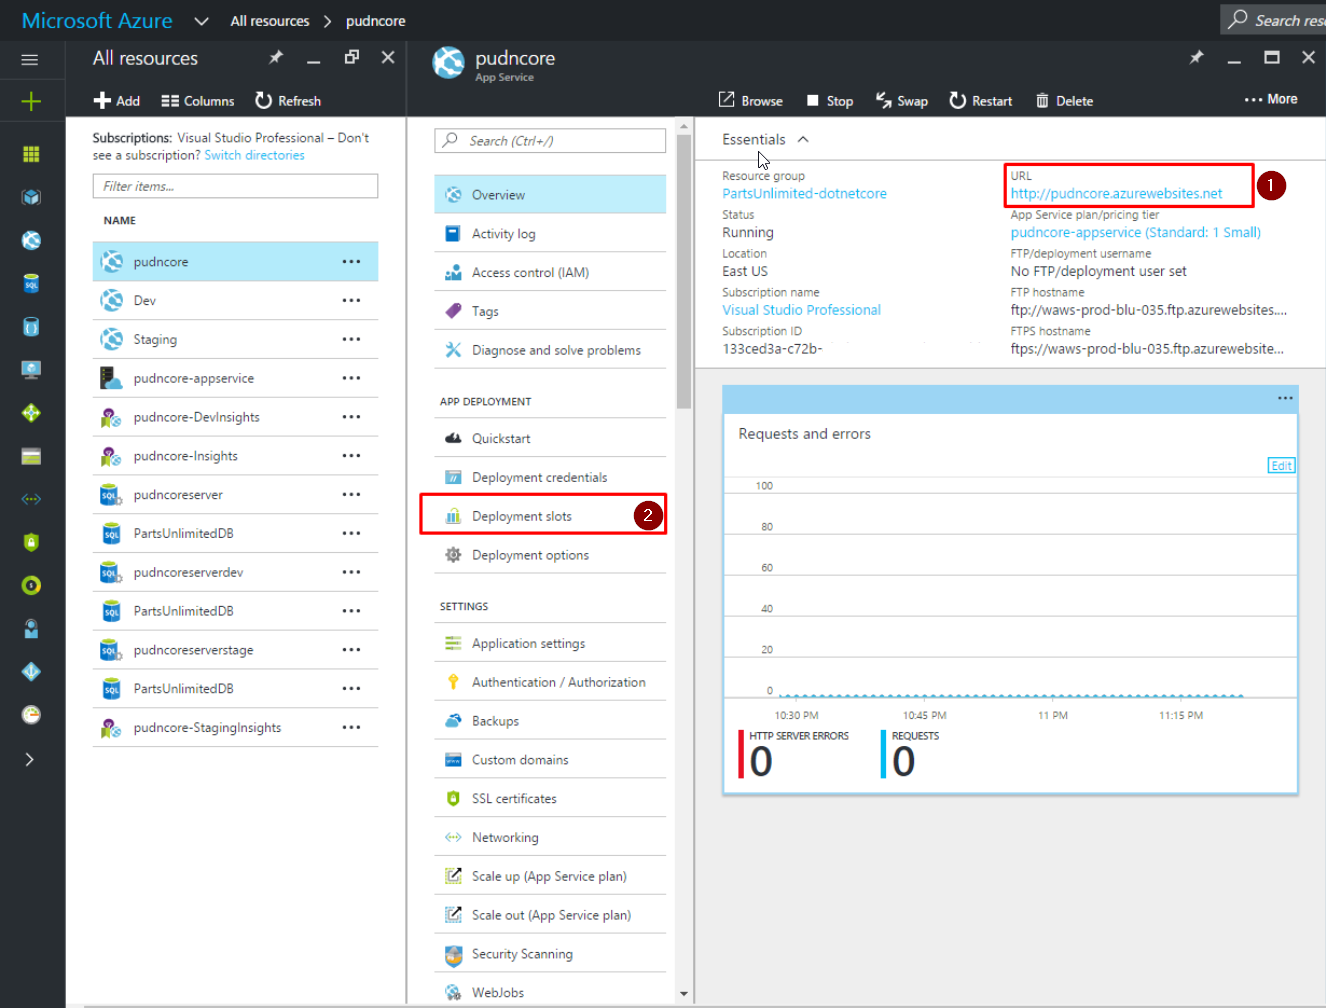 Microsoft Azure
All resources
pudncore
Search res
All resources
Add
Columns
Refresh
Subscriptions: Visual Studio Professional – Don't
see a subscription? Switch directories
Filter items...
NAME
pudncore
Dev
Staging
pudncore-appservice
pudncore-DevInsights
pudncore-Insights
pudncoreserver
PartsUnlimitedDB
pudncoreserverdev
PartsUnlimitedDB
pudncoreserverstage
PartsUnlimitedDB
pudncore-StagingInsights
pudncore
App Service
Browse
Stop
Swap
Restart
Delete
More
Search (Ctrl+/)
Overview
Activity log
Access control (IAM)
Tags
Diagnose and solve problems
APP DEPLOYMENT
Quickstart
Deployment credentials
Deployment slots
2
Deployment options
SETTINGS
Application settings
Authentication / Authorization
Backups
Custom domains
SSL certificates
Networking
Scale up (App Service plan)
Scale out (App Service plan)
Security Scanning
WebJobs
Essentials
Resource group
PartsUnlimited-dotnetcore
Status
Running
Location
East US
Subscription name
Visual Studio Professional
Subscription ID
133ced3a-c72b-
URL
http://pudncore.azurewebsites.net
1
App Service plan/pricing tier
pudncore-appservice (Standard: 1 Small)
FTP/deployment username
No FTP/deployment user set
FTP hostname
ftp://waws-prod-blu-035.ftp.azurewebsites....
FTPS hostname
ftps://waws-prod-blu-035.ftp.azurewebsite...
Requests and errors
Edit
100
80
60
40
20
0
10:30 PM
10:45 PM
11 PM
11:15 PM
HTTP SERVER ERRORS
0
REQUESTS
0